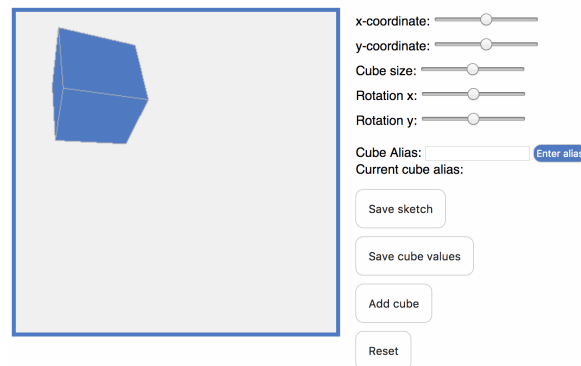 x-coordinate:
y-coordinate:
Cube size:
Rotation x:
Rotation y:
Cube Alias: Enter alias
Current cube alias:
Save sketch
Save cube values
Add cube
Reset